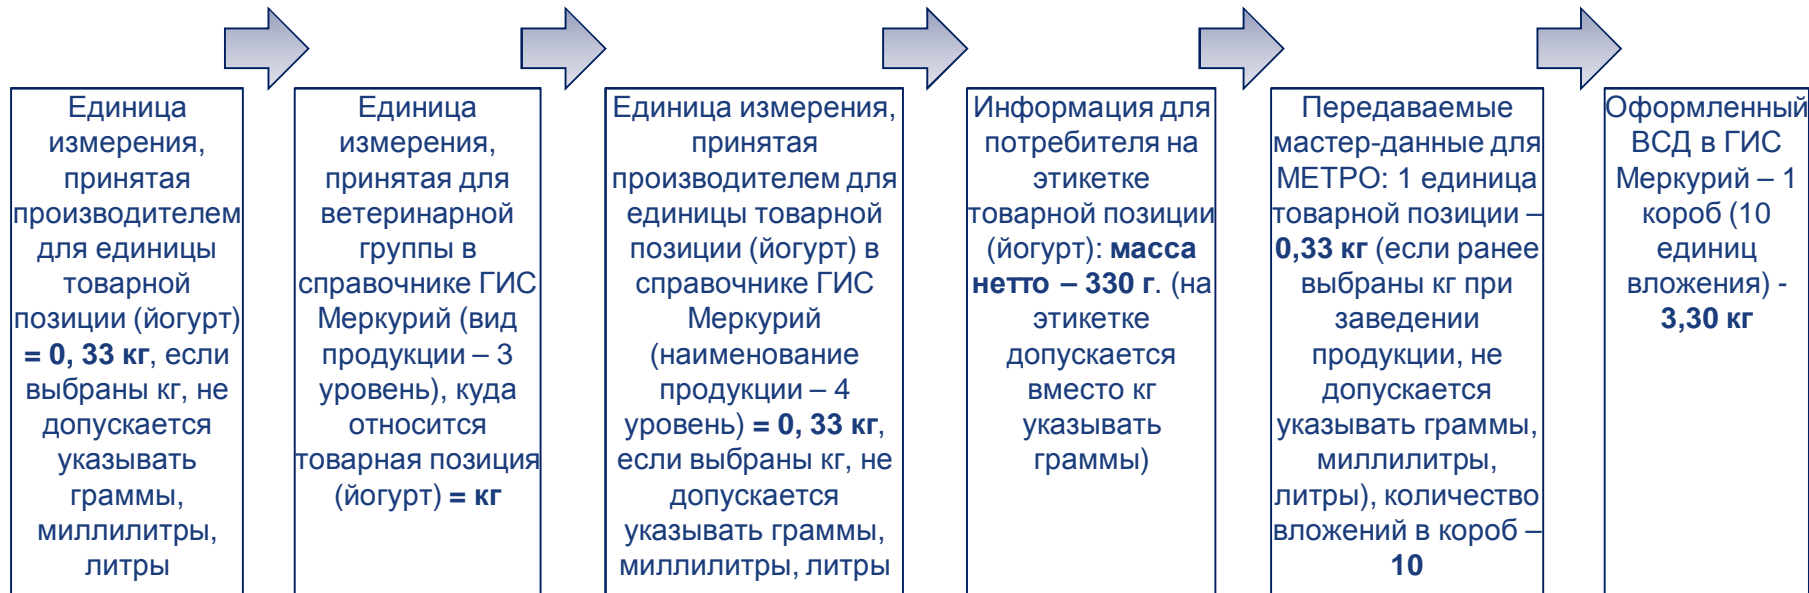 Единица
измерения,
принятая
производителем
для единицы
товарной
позиции (йогурт)
= 0, 33 кг, если
выбраны кг, не
допускается
указывать
граммы,
миллилитры,
литры
Единица
измерения,
принятая для
ветеринарной
группы в
справочнике ГИС
Меркурий (вид
продукции – 3
уровень), куда
относится
товарная позиция
(йогурт) = кг
Единица измерения,
принятая
производителем для
единицы товарной
позиции (йогурт) в
справочнике ГИС
Меркурий
(наименование
продукции – 4
уровень) = 0, 33 кг,
если выбраны кг, не
допускается
указывать граммы,
миллилитры, литры
Информация для
потребителя на
этикетке
товарной позиции
(йогурт): масса
нетто – 330 г. (на
этикетке
допускается
вместо кг
указывать
граммы)
Передаваемые
мастер-данные для
МЕТРО: 1 единица
товарной позиции –
0,33 кг (если ранее
выбраны кг при
заведении
продукции, не
допускается
указывать граммы,
миллилитры,
литры), количество
вложений в короб –
10
Оформленный
ВСД в ГИС
Меркурий – 1
короб (10
единиц
вложения) -
3,30 кг